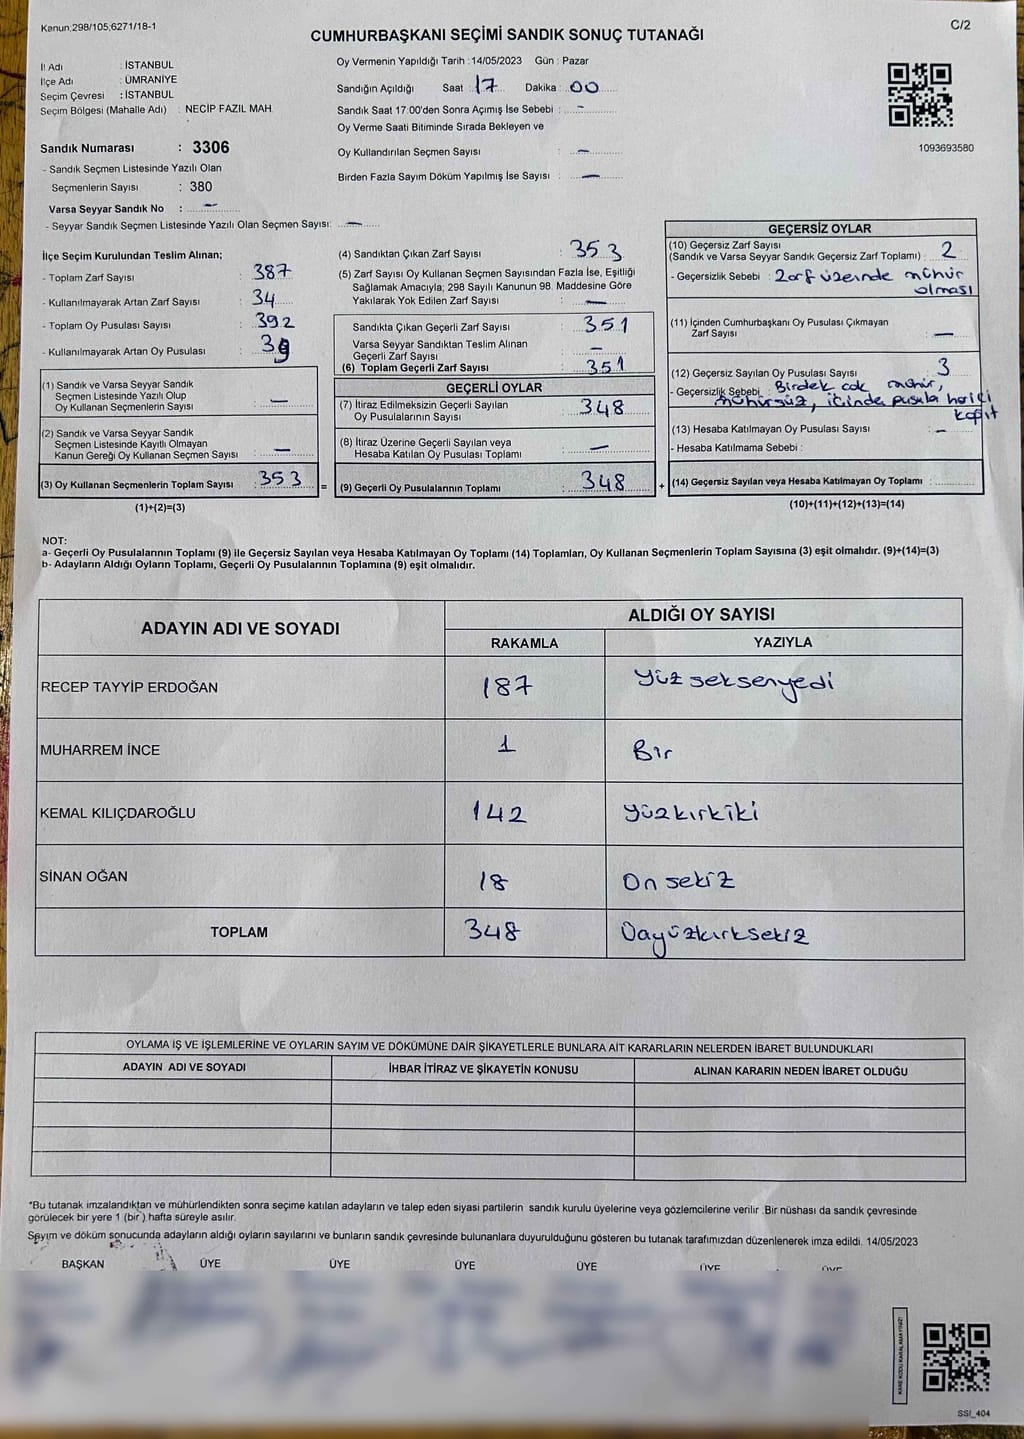 Kanun;298/105;6271/18-1
C/2
CUMHURBAŞKANI SEÇİMİ SANDIK SONUÇ TUTANAĞI
İl Adı : İSTANBUL
İlçe Adı : ÜMRANİYE
Seçim Çevresi : İSTANBUL
Seçim Bölgesi (Mahalle Adı) : NECİP FAZIL MAH.
Sandık Numarası : 3306
- Sandık Seçmen Listesinde Yazılı Olan
Seçmenlerin Sayısı : 380
Varsa Seyyar Sandık No : —
- Seyyar Sandık Seçmen Listesinde Yazılı Olan Seçmen Sayısı: —
Oy Vermenin Yapıldığı Tarih :14/05/2023 Gün : Pazar
Sandığın Açıldığı Saat : 17 Dakika : 00
Sandık Saat 17.00'den Sonra Açımış İse Sebebi : —
Oy Verme Saati Bitiminde Sırada Bekleyen ve
Oy Kullandırılan Seçmen Sayısı : —
Birden Fazla Sayım Döküm Yapılmış İse Sayısı : —
1093693580
İlçe Seçim Kurulundan Teslim Alınan;
- Toplam Zarf Sayısı : 387
- Kullanılmayarak Artan Zarf Sayısı : 34
- Toplam Oy Pusulası Sayısı : 392
- Kullanılmayarak Artan Oy Pusulası : 39
(1) Sandık ve Varsa Seyyar Sandık
Seçmen Listesinde Yazılı Olup
Oy Kullanan Seçmenlerin Sayısı : —
(2) Sandık ve Varsa Seyyar Sandık
Seçmen Listesinde Kayıtlı Olmayan
Kanun Gereği Oy Kullanan Seçmen Sayısı : —
(3) Oy Kullanan Seçmenlerin Toplam Sayısı : 353 =
(1)+(2)=(3)
(4) Sandıktan Çıkan Zarf Sayısı : 353
(5) Zarf Sayısı Oy Kullanan Seçmen Sayısından Fazla İse, Eşitliği
Sağlamak Amacıyla; 298 Sayılı Kanunun 98. Maddesine Göre
Yakılarak Yok Edilen Zarf Sayısı : —
Sandıkta Çıkan Geçerli Zarf Sayısı : 351
Varsa Seyyar Sandıktan Teslim Alınan
Geçerli Zarf Sayısı : —
(6) Toplam Geçerli Zarf Sayısı : 351
GEÇERLİ OYLAR
(7) İtiraz Edilmeksizin Geçerli Sayılan
Oy Pusulalarının Sayısı : 348
(8) İtiraz Üzerine Geçerli Sayılan veya
Hesaba Katılan Oy Pusulası Toplamı : —
(9) Geçerli Oy Pusulalarının Toplamı : 348 +
GEÇERSİZ OYLAR
(10) Geçersiz Zarf Sayısı
(Sandık ve Varsa Seyyar Sandık Geçersiz Zarf Toplamı) : 2
- Geçersizlik Sebebi : Zarf üzerinde mühür
olması
(11) İçinden Cumhurbaşkanı Oy Pusulası Çıkmayan
Zarf Sayısı : —
(12) Geçersiz Sayılan Oy Pusulası Sayısı : 3
- Geçersizlik Sebebi : Birdek cok mühür,
mühürsüz, içinde pusula harici
kağıt
(13) Hesaba Katılmayan Oy Pusulası Sayısı : —
- Hesaba Katılmama Sebebi :
(14) Geçersiz Sayılan veya Hesaba Katılmayan Oy Toplamı :
(10)+(11)+(12)+(13)=(14)
NOT:
a- Geçerli Oy Pusulalarının Toplamı (9) ile Geçersiz Sayılan veya Hesaba Katılmayan Oy Toplamı (14) Toplamları, Oy Kullanan Seçmenlerin Toplam Sayısına (3) eşit olmalıdır. (9)+(14)=(3)
b- Adayların Aldığı Oyların Toplamı, Geçerli Oy Pusulalarının Toplamına (9) eşit olmalıdır.
ADAYIN ADI VE SOYADI
ALDIĞI OY SAYISI
RAKAMLA YAZIYLA
RECEP TAYYİP ERDOĞAN 187 Yüz seksenyedi
MUHARREM İNCE 1 Bir
KEMAL KILIÇDAROĞLU 142 Yüzkırkiki
SİNAN OĞAN 18 On sekiz
TOPLAM 348 Üçyüzkırksekiz
OYLAMA İŞ VE İŞLEMLERİNE VE OYLARIN SAYIM VE DÖKÜMÜNE DAİR ŞİKAYETLERLE BUNLARA AİT KARARLARIN NELERDEN İBARET BULUNDUKLARI
ADAYIN ADI VE SOYADI İHBAR İTİRAZ VE ŞİKAYETİN KONUSU ALINAN KARARIN NEDEN İBARET OLDUĞU
*Bu tutanak imzalandıktan ve mühürlendikten sonra seçime katılan adayların ve talep eden siyasi partilerin sandık kurulu üyelerine veya gözlemcilerine verilir .Bir nüshası da sandık çevresinde
görülecek bir yere 1 (bir ) hafta süreyle asılır.
Sayım ve döküm sonucunda adayların aldığı oyların sayılarını ve bunların sandık çevresinde bulunanlara duyurulduğunu gösteren bu tutanak tarafımızdan düzenlenerek imza edildi. 14/05/2023
BAŞKAN ÜYE ÜYE ÜYE ÜYE ÜYE ÜYE
KARE KODU KARALAMAYINIZ!
SSI_404